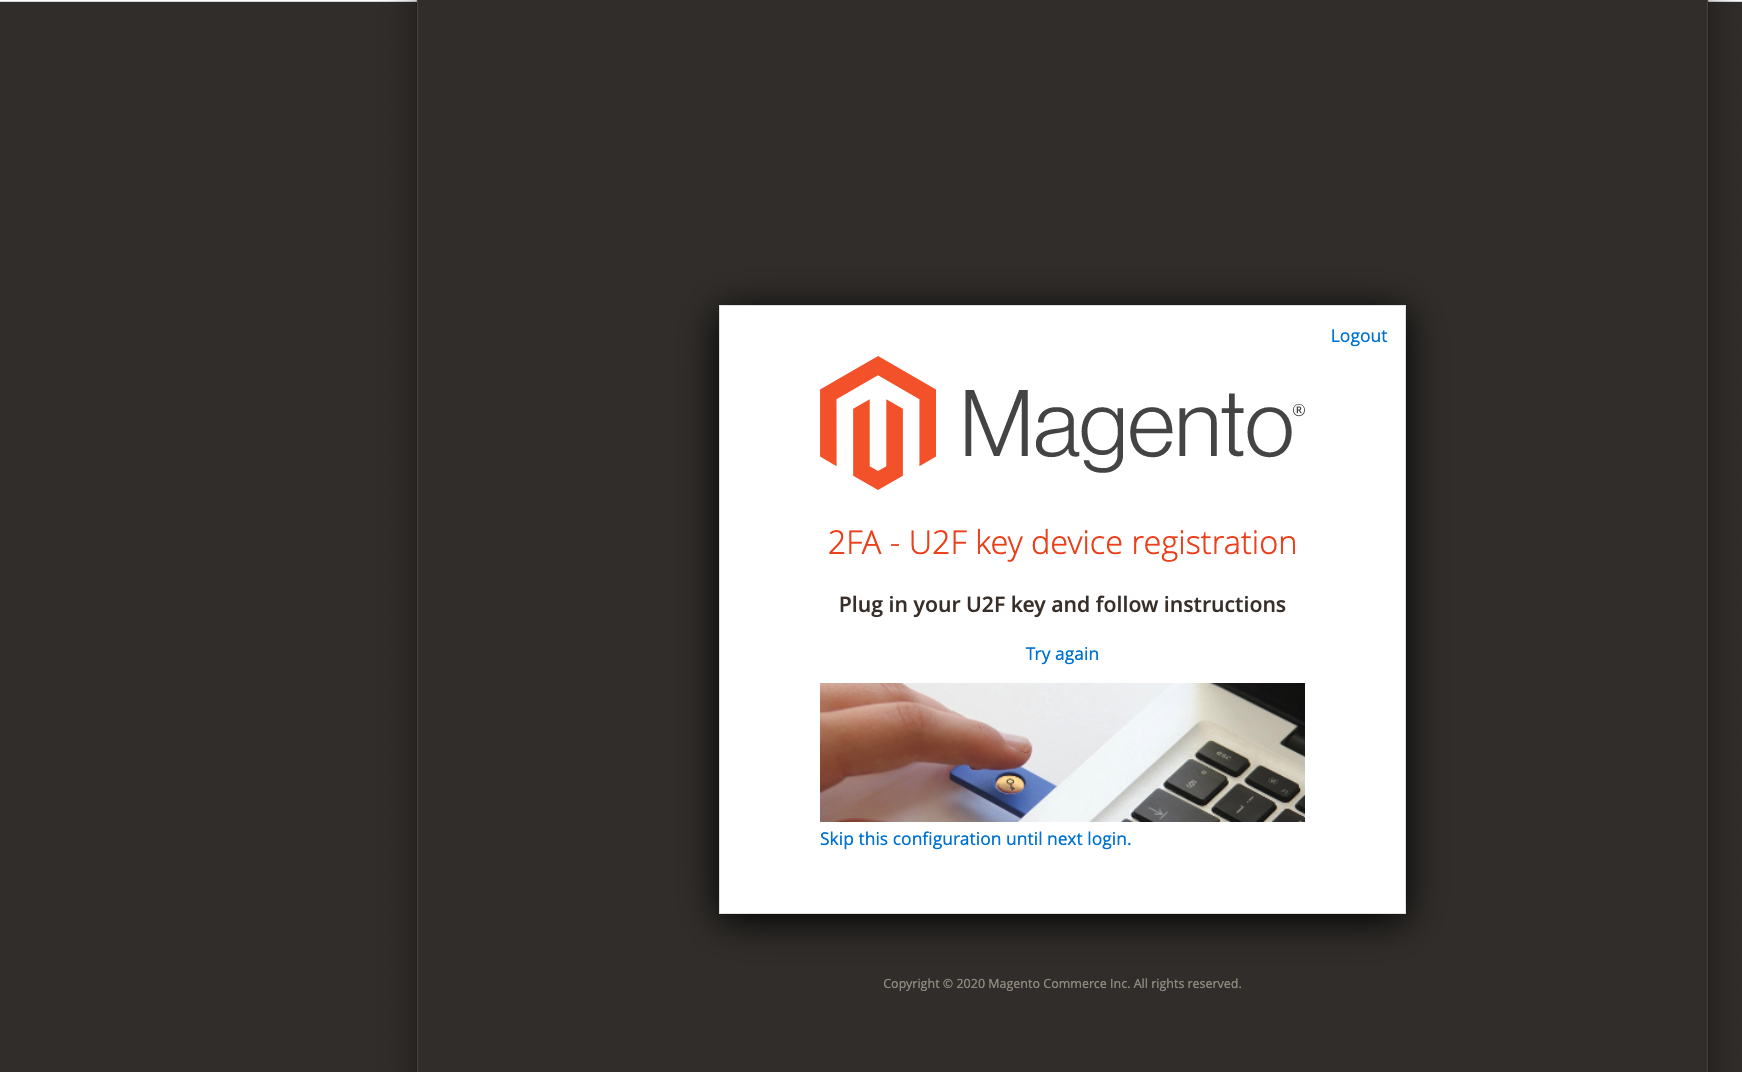 Logout
Magento®
2FA - U2F key device registration
Plug in your U2F key and follow instructions
Try again
esc
Skip this configuration until next login.
Copyright © 2020 Magento Commerce Inc. All rights reserved.